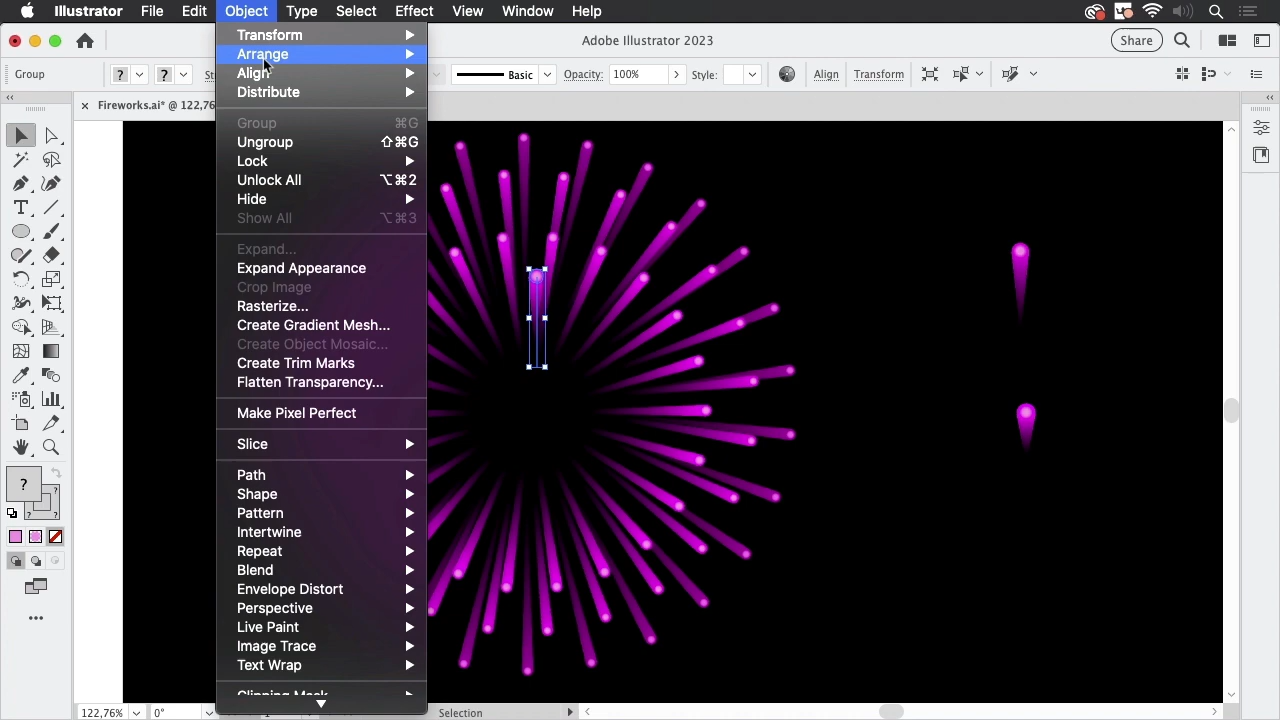 Illustrator File Edit Object Type Select Effect View Window Help
Adobe Illustrator 2023
Share
Group
?
?
Basic
Opacity:
100%
Style:
Align
Transform
Fireworks.ai* @ 122,76
Transform
Arrange
Align
Distribute
Group ⌘G
Ungroup ⇧⌘G
Lock
Unlock All ⌥⌘2
Hide
Show All ⌥⌘3
Expand...
Expand Appearance
Crop Image
Rasterize...
Create Gradient Mesh...
Create Object Mosaic...
Create Trim Marks
Flatten Transparency...
Make Pixel Perfect
Slice
Path
Shape
Pattern
Intertwine
Repeat
Blend
Envelope Distort
Perspective
Live Paint
Image Trace
Text Wrap
Clipping Mask
?
?
?
?
122,76%
0°
Selection